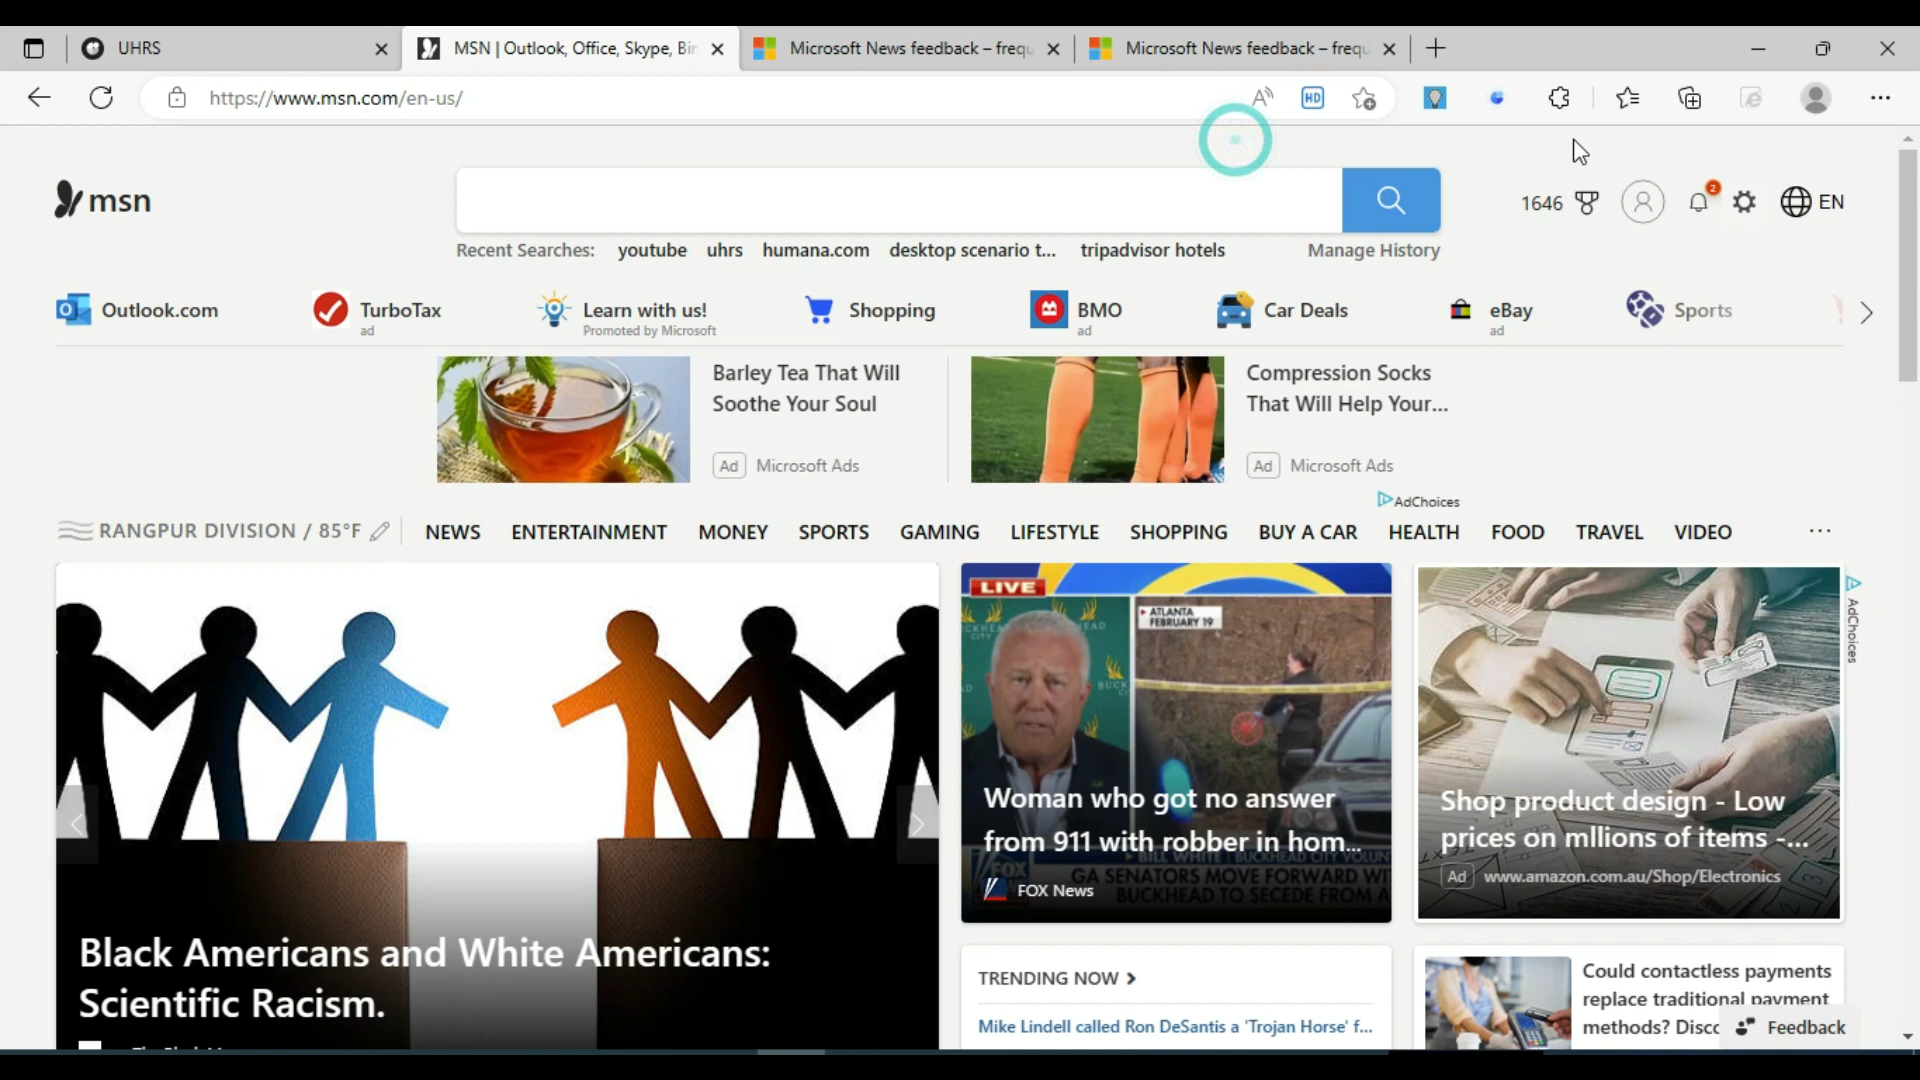 UHRS
MSN | Outlook, Office, Skype, Bin
Microsoft News feedback – frequ
Microsoft News feedback – frequ
https://www.msn.com/en-us/
HD
msn
1646
2
EN
Recent Searches: youtube uhrs humana.com desktop scenario t... tripadvisor hotels Manage History
Outlook.com
TurboTax
ad
Learn with us!
Promoted by Microsoft
Shopping
BMO
ad
Car Deals
eBay
ad
Sports
Barley Tea That Will
Soothe Your Soul
Ad Microsoft Ads
Compression Socks
That Will Help Your...
Ad Microsoft Ads
AdChoices
RANGPUR DIVISION / 85°F
NEWS ENTERTAINMENT MONEY SPORTS GAMING LIFESTYLE SHOPPING BUY A CAR HEALTH FOOD TRAVEL VIDEO ...
Black Americans and White Americans:
Scientific Racism.
LIVE
ATLANTA
FEBRUARY 19
Woman who got no answer
from 911 with robber in hom...
BILL WHITE
GA SENATORS MOVE FORWARD WI
BUCKHEAD TO SECEDE FROM A
FOX News
AdChoices
Shop product design - Low
prices on mllions of items -...
Ad www.amazon.com.au/Shop/Electronics
TRENDING NOW
Mike Lindell called Ron DeSantis a 'Trojan Horse' f...
Could contactless payments
replace traditional payment
methods? Disco
Feedback